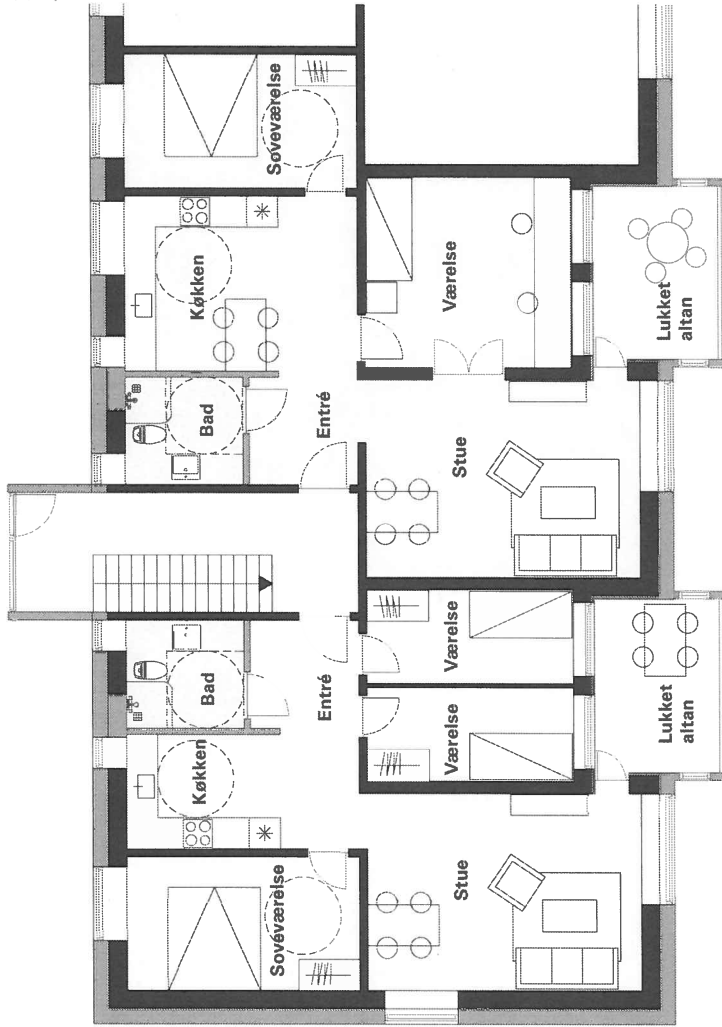 Soveværelse
Køkken
Bad
Entré
Værelse
Stue
Lukket
altan
Bad
Entré
Køkken
Værelse
Værelse
Lukket
altan
Soveværelse
Stue